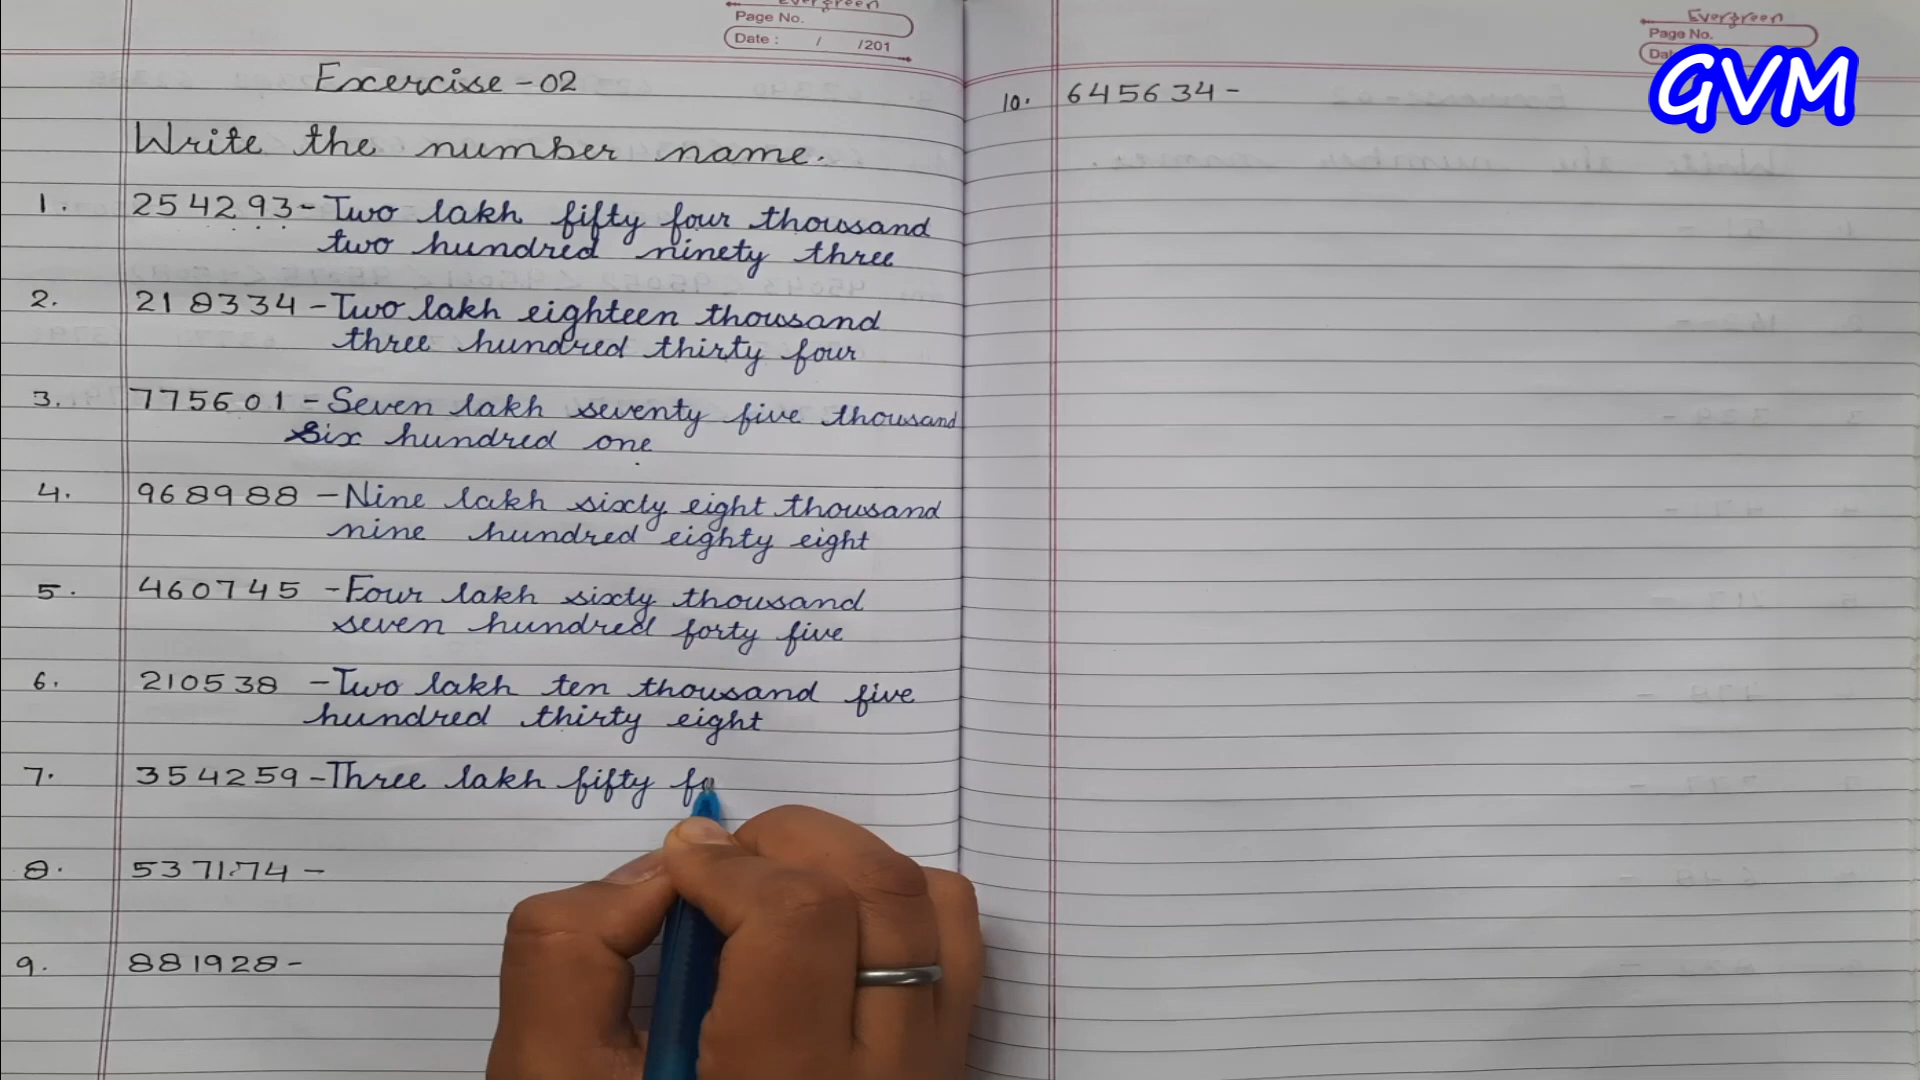 Evergreen
Page No.
Date : / /201
Excercise - 02
Write the number name.
1. 254293 - Two lakh fifty four thousand
two hundred ninety three
2. 218334 - Two lakh eighteen thousand
three hundred thirty four
3. 775601 - Seven lakh seventy five thousand
Six hundred one
4. 968988 - Nine lakh sixty eight thousand
nine hundred eighty eight
5. 460745 - Four lakh sixty thousand
seven hundred forty five
6. 210538 - Two lakh ten thousand five
hundred thirty eight
7. 354259 - Three lakh fifty fo
8. 537174 -
9. 881928 -
Evergreen
Page No.
GVM
10. 645634 -